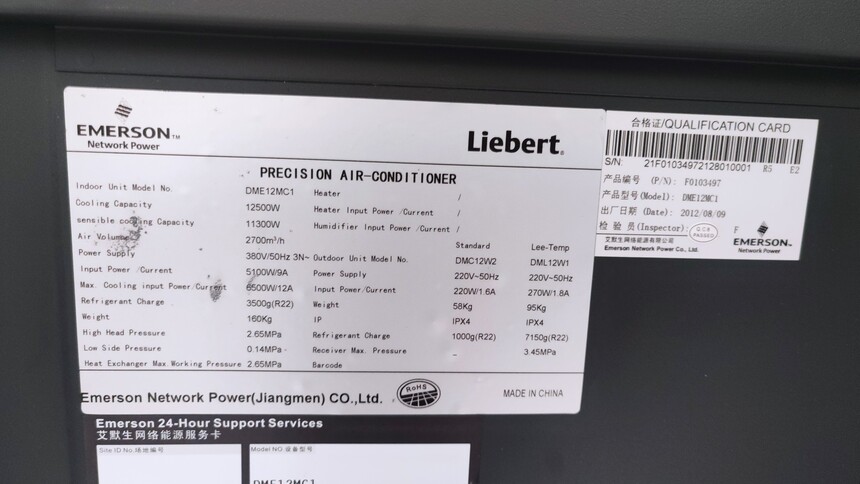 EMERSON™
Network Power
Liebert®
PRECISION AIR-CONDITIONER
Indoor Unit Model No. DME12MC1 Heater /
Cooling Capacity 12500W Heater Input Power /Current /
sensible cooling Capacity 11300W Humidifier Input Power /Current /
Air Volume 2700m³/h Standard Lee-Temp
Power Supply 380V/50Hz 3N~ Outdoor Unit Model No. DMC12W2 DML12W1
Input Power /Current 5100W/9A Power Supply 220V~50Hz 220V~50Hz
Max. Cooling input Power/Current 6500W/12A Input Power/Current 220W/1.6A 270W/1.8A
Refrigerant Charge 3500g(R22) Weight 58Kg 95Kg
Weight 160Kg IP IPX4 IPX4
High Head Pressure 2.65MPa Refrigerant Charge 1000g(R22) 7150g(R22)
Low Side Pressure 0.14MPa Receiver Max. Pressure – 3.45MPa
Heat Exchanger Max.Working Pressure 2.65MPa Barcode
Emerson Network Power(Jiangmen) CO.,Ltd. RoHS MADE IN CHINA
合格证/QUALIFICATION CARD
S/N: 21F01034972128010001 R5 E2
产品编号 (P/N): F0103497
产品型号(Model): DME12MC1
出厂日期 (Date): 2012/08/09
检 验 员(Inspector): QC8 PASSED F
艾默生网络能源有限公司
Emerson Network Power Co., Ltd.
EMERSON™
Network Power
Emerson 24-Hour Support Services
艾默生网络能源服务卡
Site ID No.场地编号 Model NO.设备型号
DME12MC1